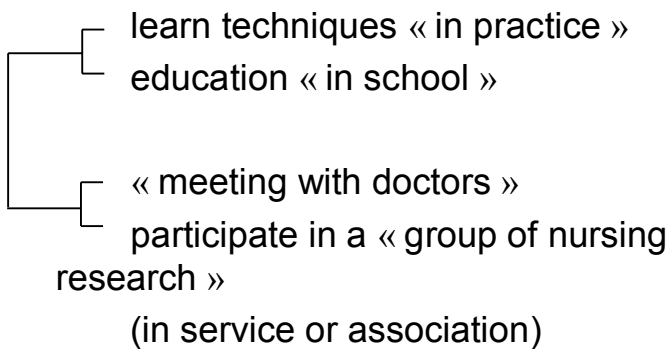 learn techniques « in practice »
education « in school »
« meeting with doctors »
participate in a « group of nursing
research »
(in service or association)